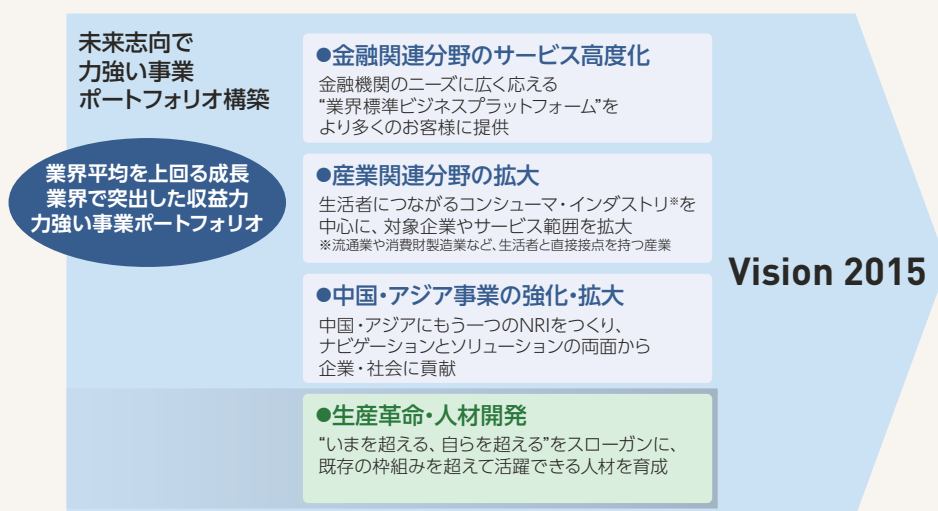 未来志向で
力強い事業
ポートフォリオ構築
業界平均を上回る成長
業界で突出した収益力
力強い事業ポートフォリオ
●金融関連分野のサービス高度化
金融機関のニーズに広く応える
“業界標準ビジネスプラットフォーム”を
より多くのお客様に提供
●産業関連分野の拡大
生活者につながるコンシューマ・インダストリ※を
中心に、対象企業やサービス範囲を拡大
※流通業や消費財製造業など、生活者と直接接点を持つ産業
●中国・アジア事業の強化・拡大
中国・アジアにもう一つのNRIをつくり、
ナビゲーションとソリューションの両面から
企業・社会に貢献
●生産革命・人材開発
“いまを超える、自らを超える”をスローガンに、
既存の枠組みを超えて活躍できる人材を育成
Vision 2015